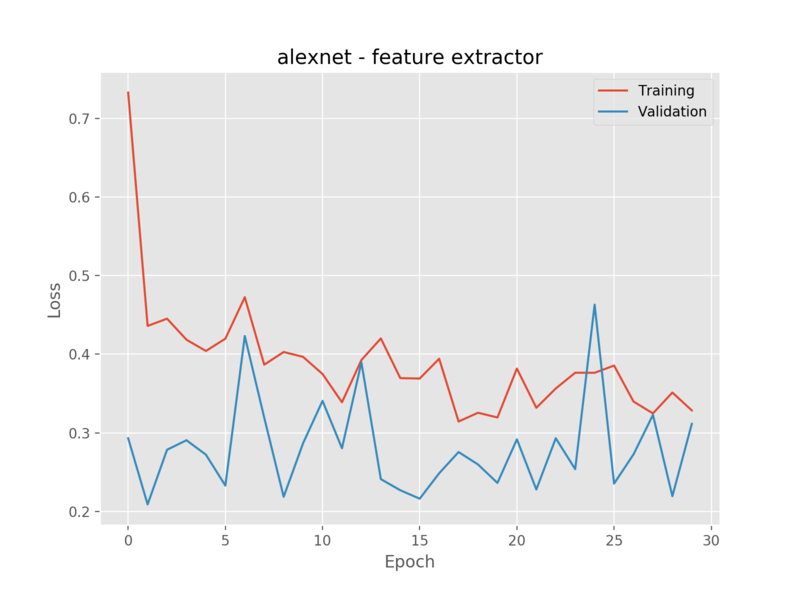 alexnet - feature extractor
Training
Validation
0.7
0.6
0.5
0.4
0.3
0.2
Loss
0 5 10 15 20 25 30
Epoch